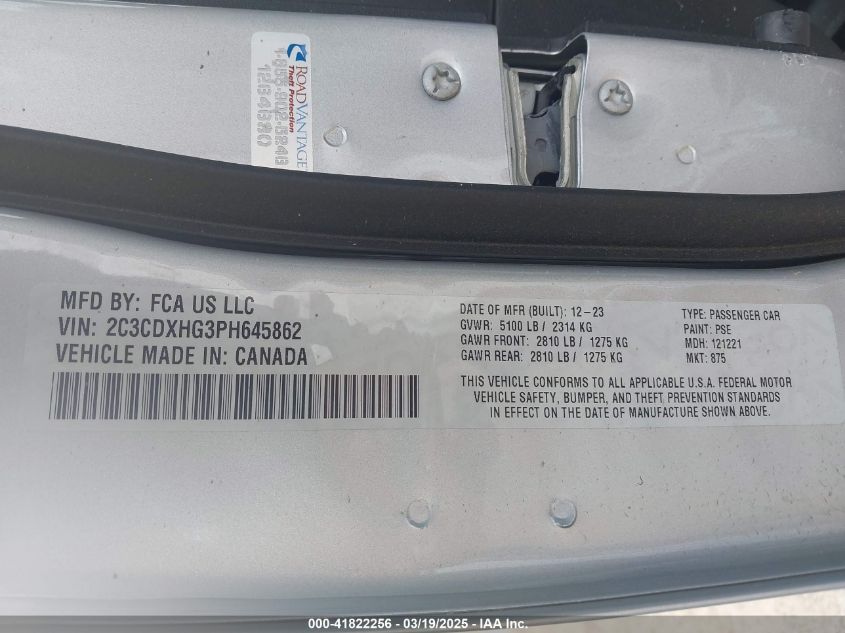 ROADVANTAGE
Theft Protection
1-855-902-5240
MFD BY: FCA US LLC
VIN: 2C3CDXHG3PH645862
VEHICLE MADE IN: CANADA
DATE OF MFR (BUILT): 12-23
GVWR: 5100 LB / 2314 KG
GAWR FRONT: 2810 LB / 1275 KG
GAWR REAR: 2810 LB / 1275 KG
TYPE: PASSENGER CAR
PAINT: PSE
MDH: 121221
MKT: 875
THIS VEHICLE CONFORMS TO ALL APPLICABLE U.S.A. FEDERAL MOTOR
VEHICLE SAFETY, BUMPER, AND THEFT PREVENTION STANDARDS
IN EFFECT ON THE DATE OF MANUFACTURE SHOWN ABOVE.
000-41822256 - 03/19/2025 - IAA Inc.